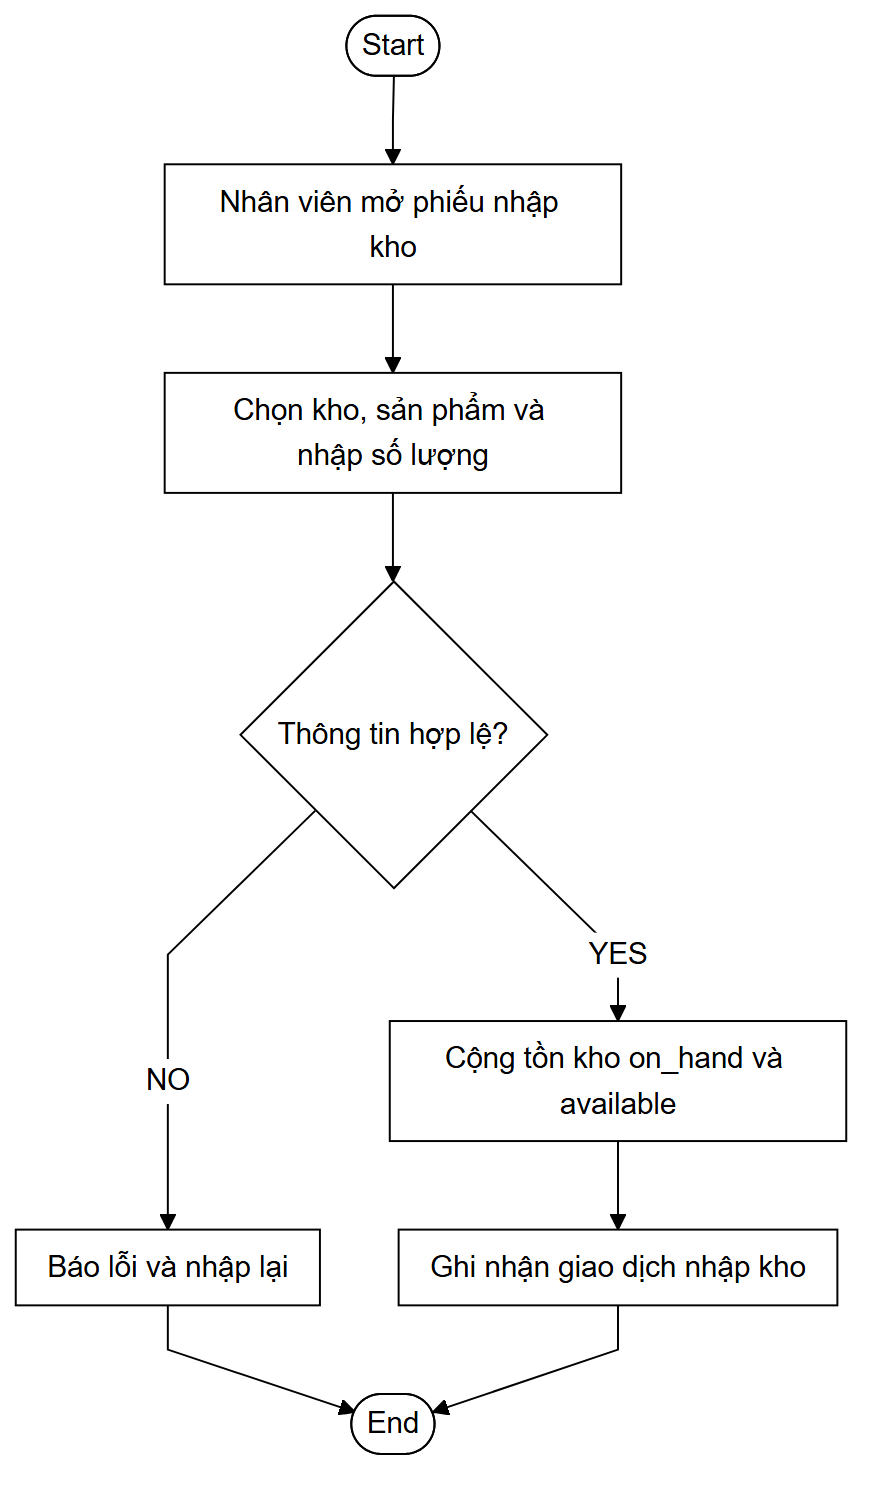 Start
Nhân viên mở phiếu nhập
kho
Chọn kho, sản phẩm và
nhập số lượng
Thông tin hợp lệ?
YES
Cộng tồn kho on_hand và
available
NO
Báo lỗi và nhập lại
Ghi nhận giao dịch nhập kho
End